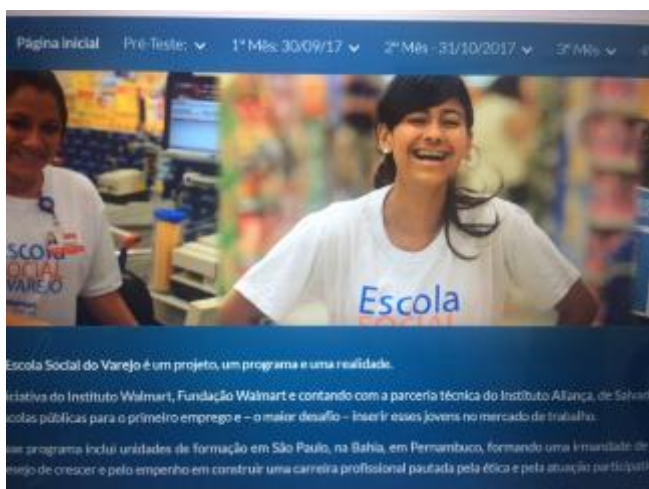 Página Inicial Pré-Teste: 1º Mês: 30/09/17 2º Mês - 31/10/2017 3º Mês 4
ESCOLA
SOCIAL
VAREJO
Escola
SOCIAL
Escola Social do Varejo é um projeto, um programa e uma realidade.
iciativa do Instituto Walmart, Fundação Walmart e contando com a parceria técnica do Instituto Aliança, de Salvad
scolas públicas para o primeiro emprego e – o maior desafio – inserir esses jovens no mercado de trabalho.
programa inclui unidades de formação em São Paulo, na Bahia, em Pernambuco, formando uma irmandade de
esejo de crescer e pelo empenho em construir uma carreira profissional pautada pela ética e pela atuação participati